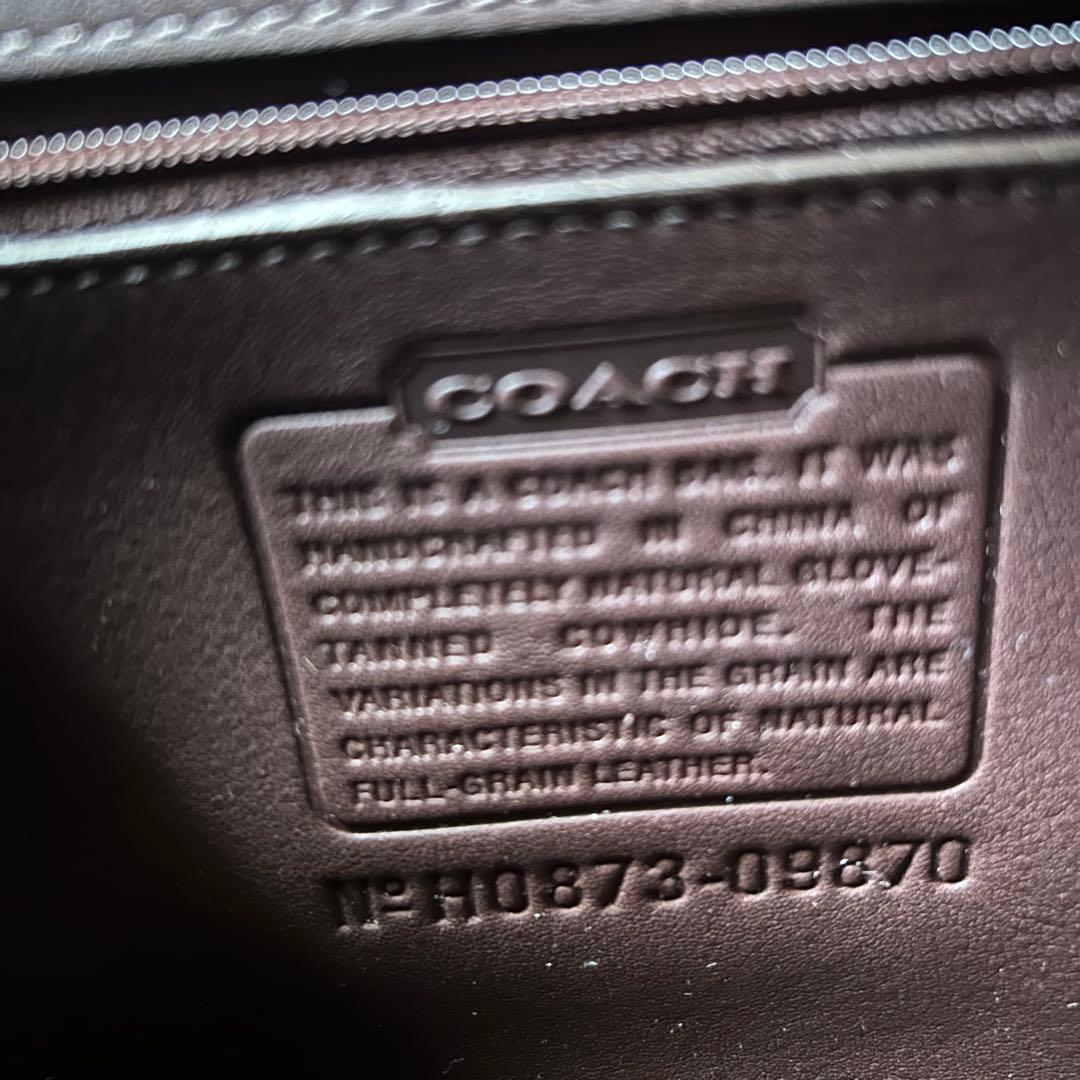 COACH
THIS IS A COACH BAG. IT WAS
HANDCRAFTED IN CHINA OF
COMPLETELY NATURAL GLOVE-
TANNED COWHIDE. THE
VARIATIONS IN THE GRAIN ARE
CHARACTERISTIC OF NATURAL
FULL-GRAIN LEATHER.
Nº H0873-09870